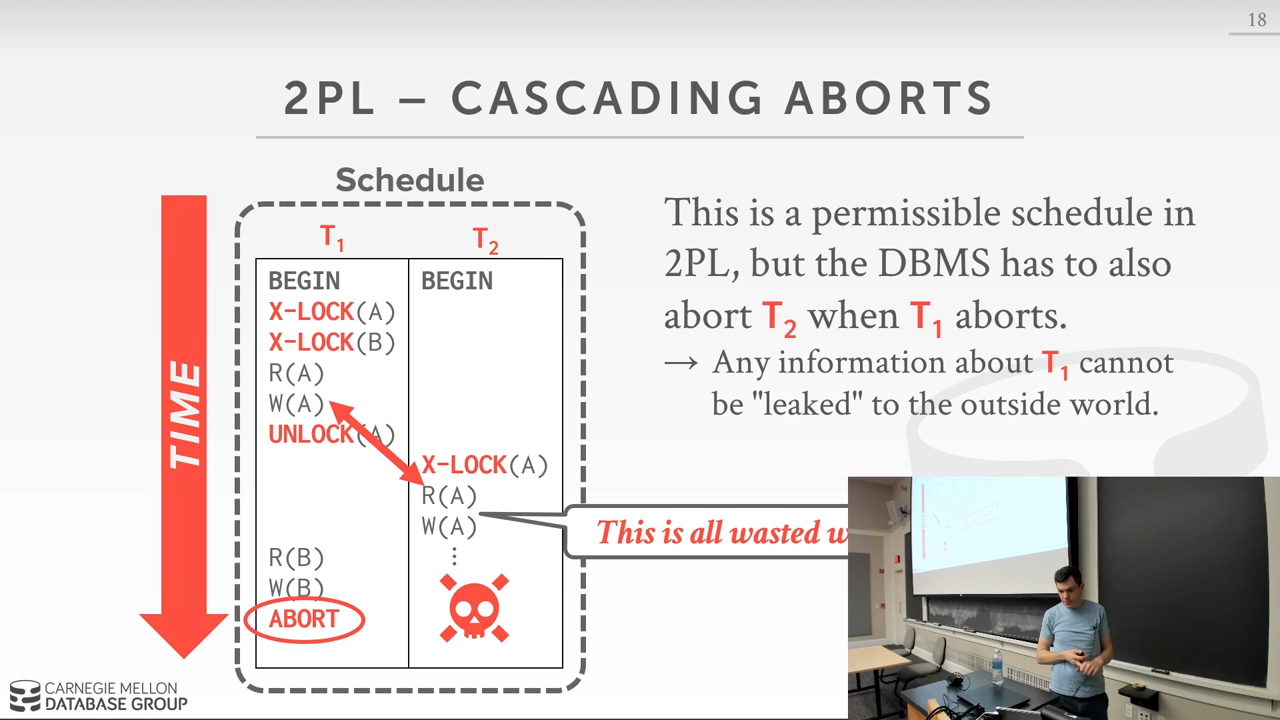 18
2PL – CASCADING ABORTS
Schedule
TIME
T1 T2
BEGIN BEGIN
X-LOCK(A)
X-LOCK(B)
R(A)
W(A)
UNLOCK(A)
X-LOCK(A)
R(A)
W(A)
⋮
R(B)
W(B)
ABORT
This is a permissible schedule in
2PL, but the DBMS has to also
abort T2 when T1 aborts.
→ Any information about T1 cannot
be "leaked" to the outside world.
This is all wasted
CARNEGIE MELLON
DATABASE GROUP